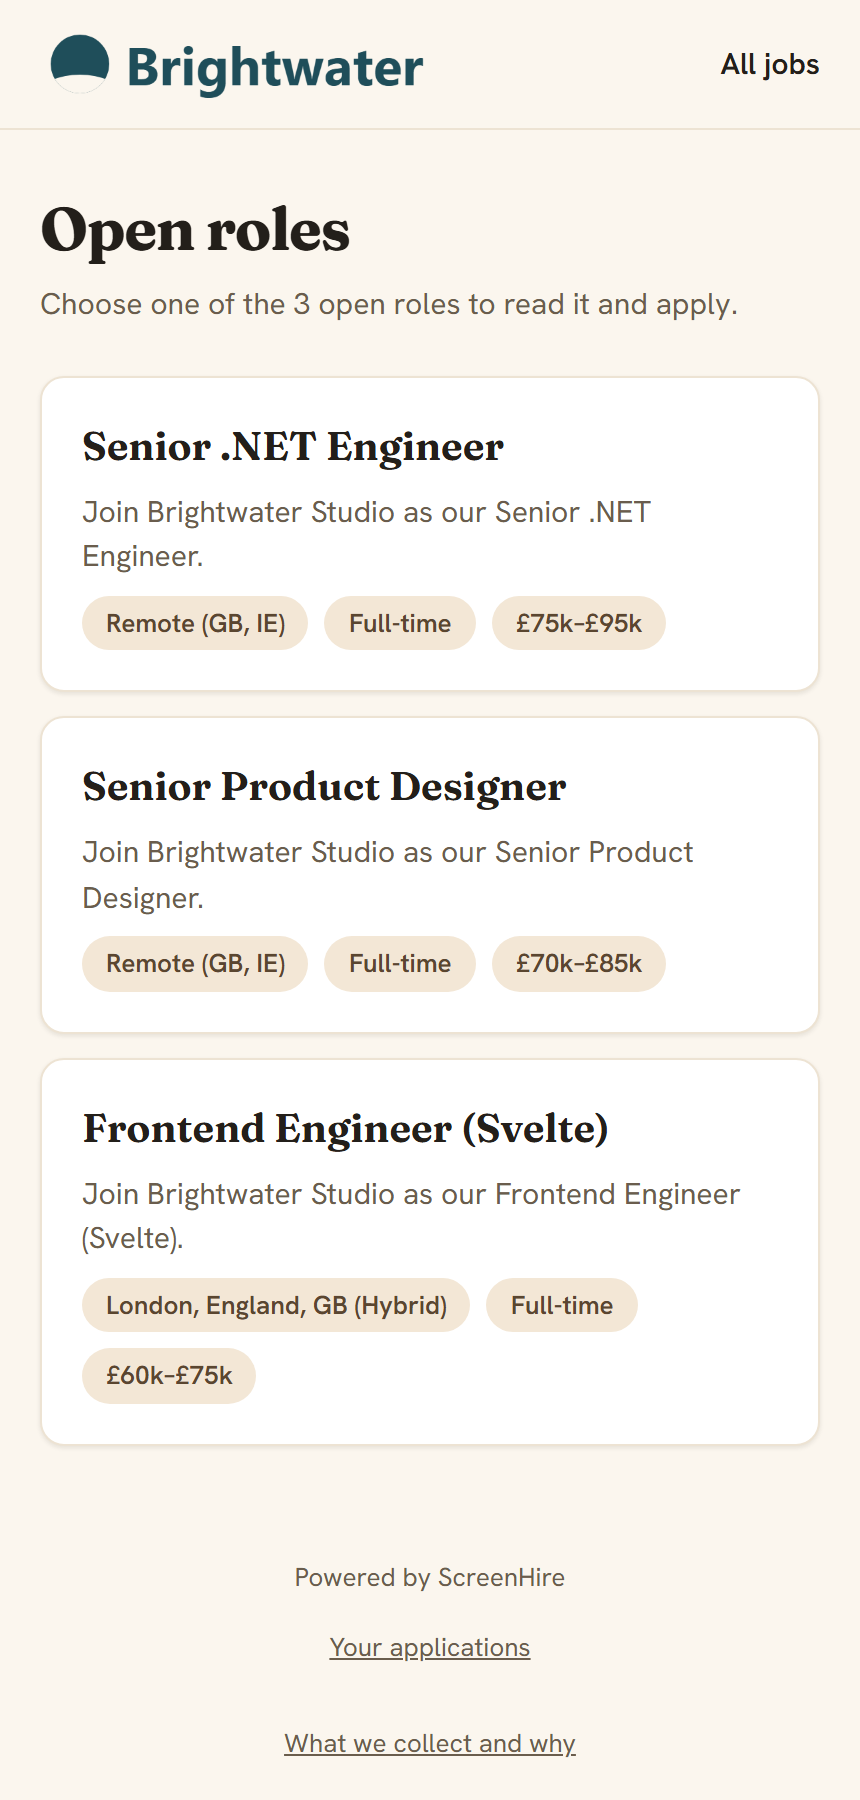 Brightwater
All jobs
Open roles
Choose one of the 3 open roles to read it and apply.
Senior .NET Engineer
Join Brightwater Studio as our Senior .NET
Engineer.
Remote (GB, IE)
Full-time
£75k–£95k
Senior Product Designer
Join Brightwater Studio as our Senior Product
Designer.
Remote (GB, IE)
Full-time
£70k–£85k
Frontend Engineer (Svelte)
Join Brightwater Studio as our Frontend Engineer
(Svelte).
London, England, GB (Hybrid)
Full-time
£60k–£75k
Powered by ScreenHire
Your applications
What we collect and why